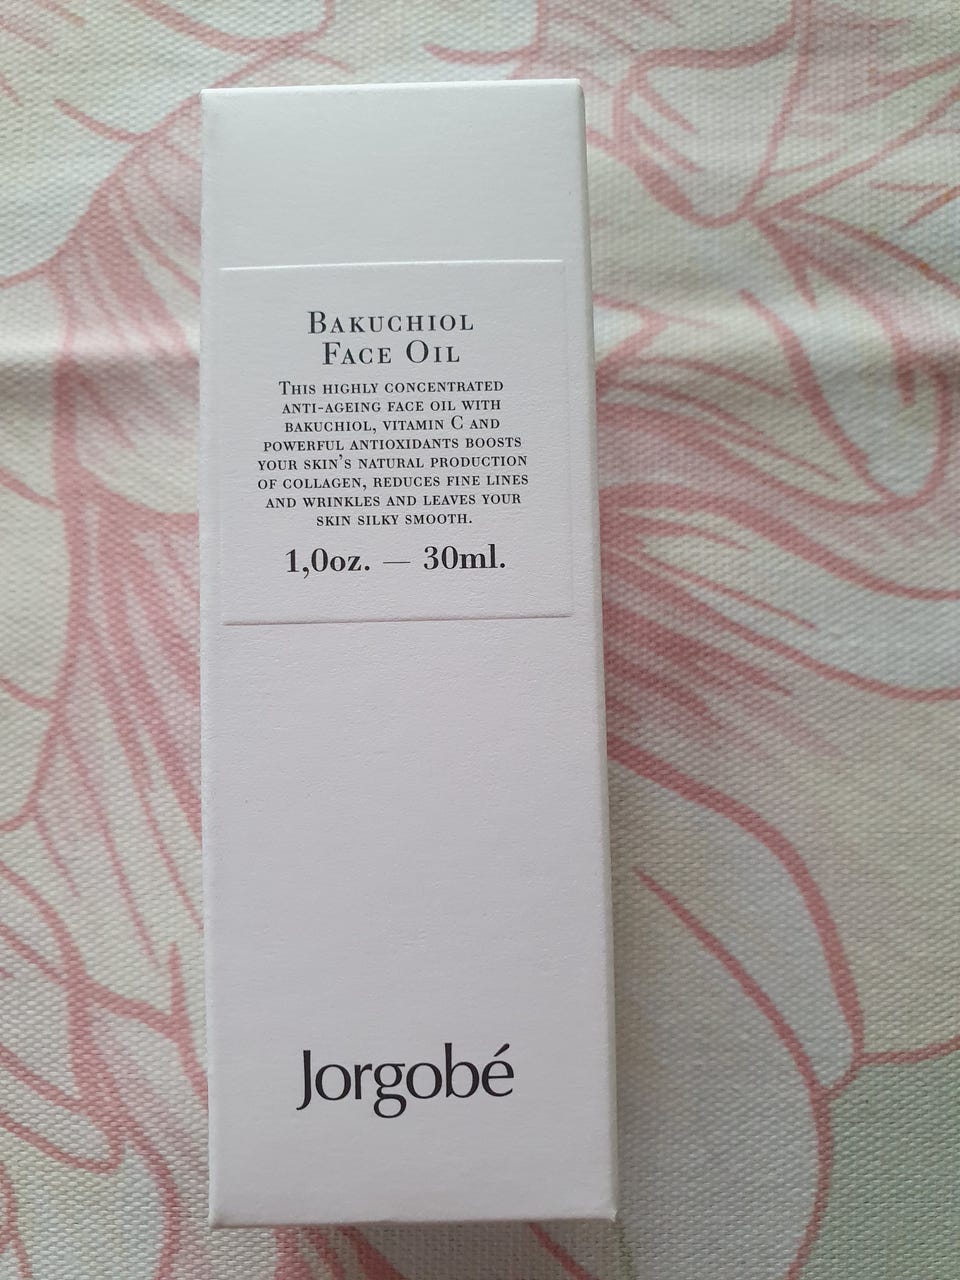 Bakuchiol
Face Oil
This highly concentrated
anti-ageing face oil with
bakuchiol, vitamin C and
powerful antioxidants boosts
your skin's natural production
of collagen, reduces fine lines
and wrinkles and leaves your
skin silky smooth.
1,0oz. — 30ml.
Jorgobé